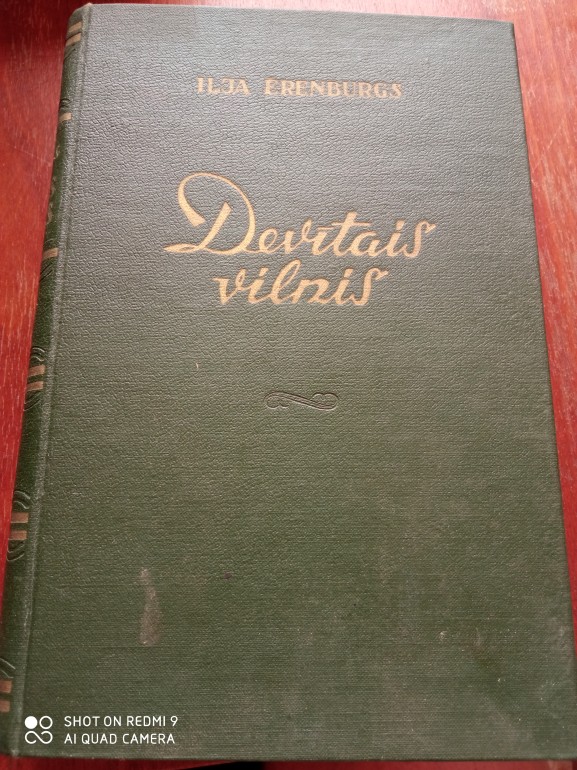 ILJA ERENBURGS
Devītais
vilnis
SHOT ON REDMI 9
AI QUAD CAMERA